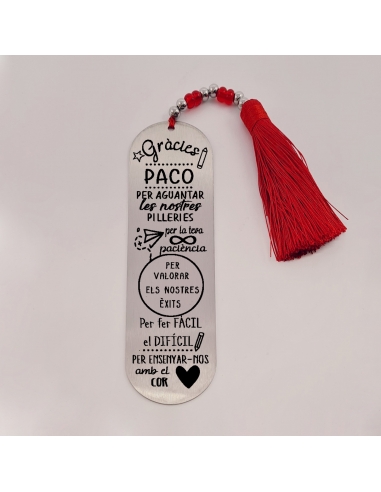 Gràcies
PACO
PER AGUANTAR
les nostres
PILLERIES
per la teva
paciència
PER
VALORAR
ELS NOSTRES
ÈXITS
Per fer FÀCIL
el DIFÍCIL
PER ENSENYAR-NOS
amb el
COR